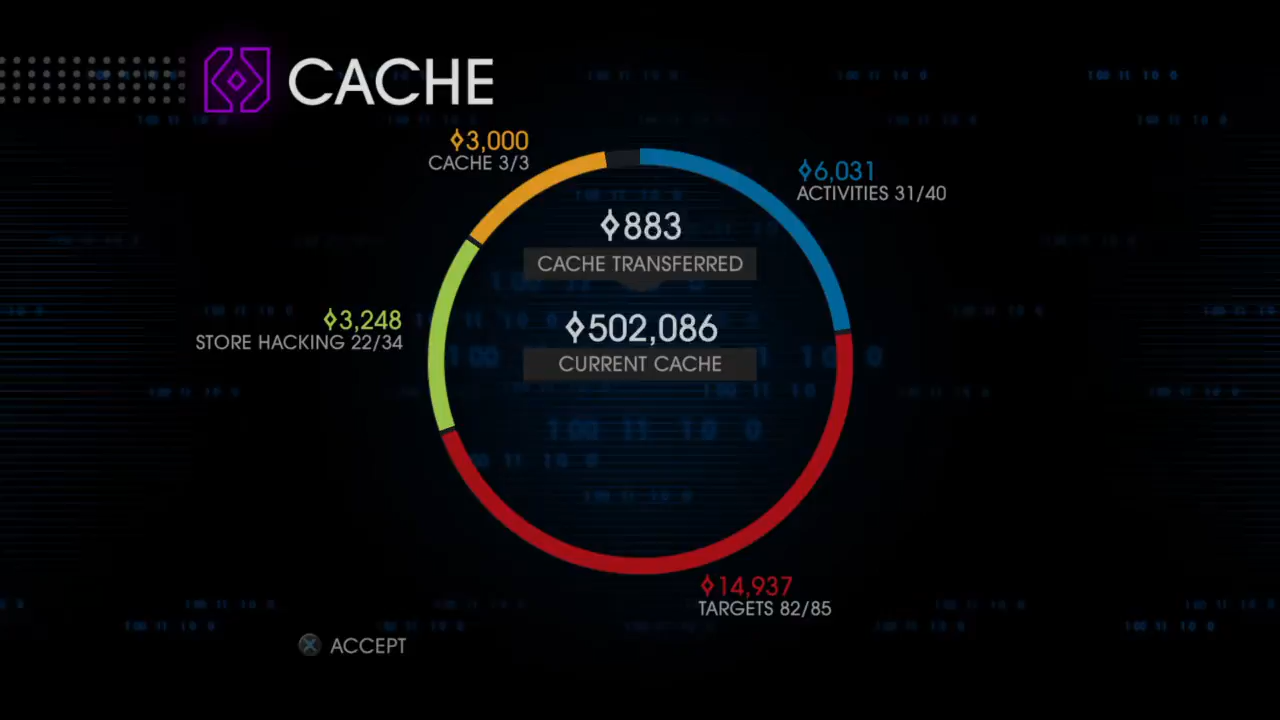 CACHE
3,000
CACHE 3/3
6,031
ACTIVITIES 31/40
883
CACHE TRANSFERRED
3,248
STORE HACKING 22/34
502,086
CURRENT CACHE
14,937
TARGETS 82/85
ACCEPT